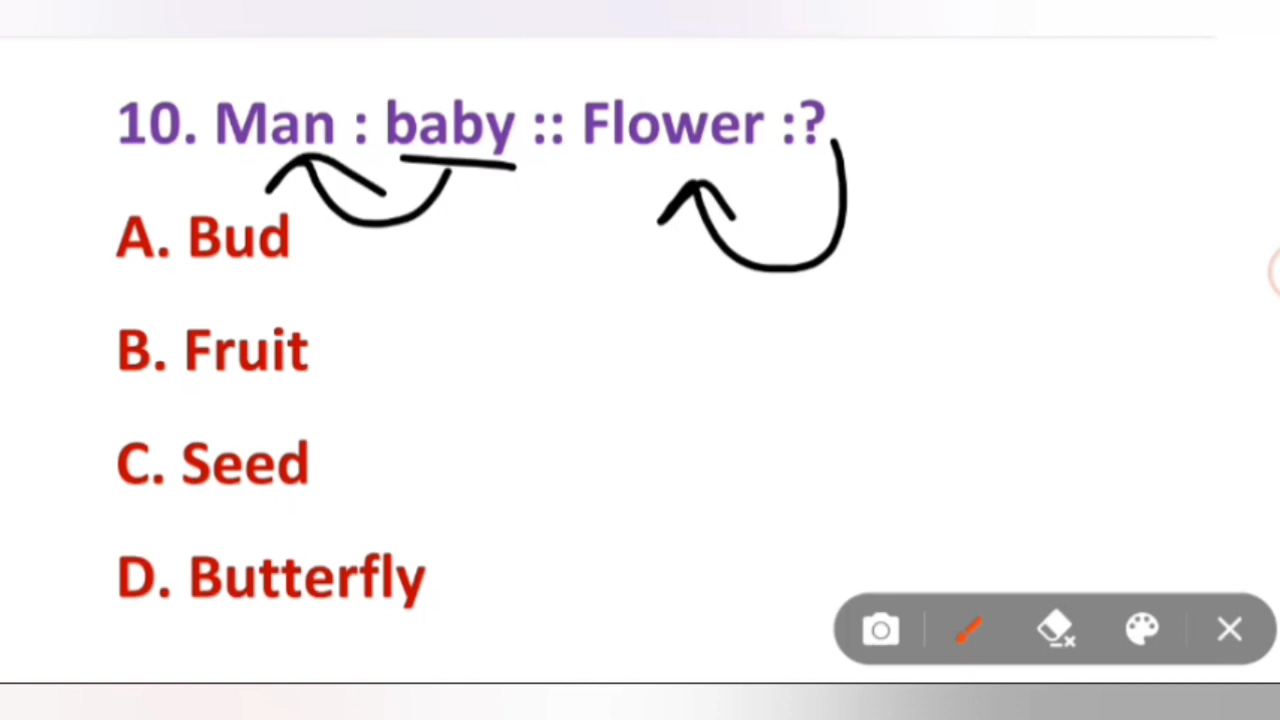 10. Man : baby :: Flower :?
A. Bud
B. Fruit
C. Seed
D. Butterfly